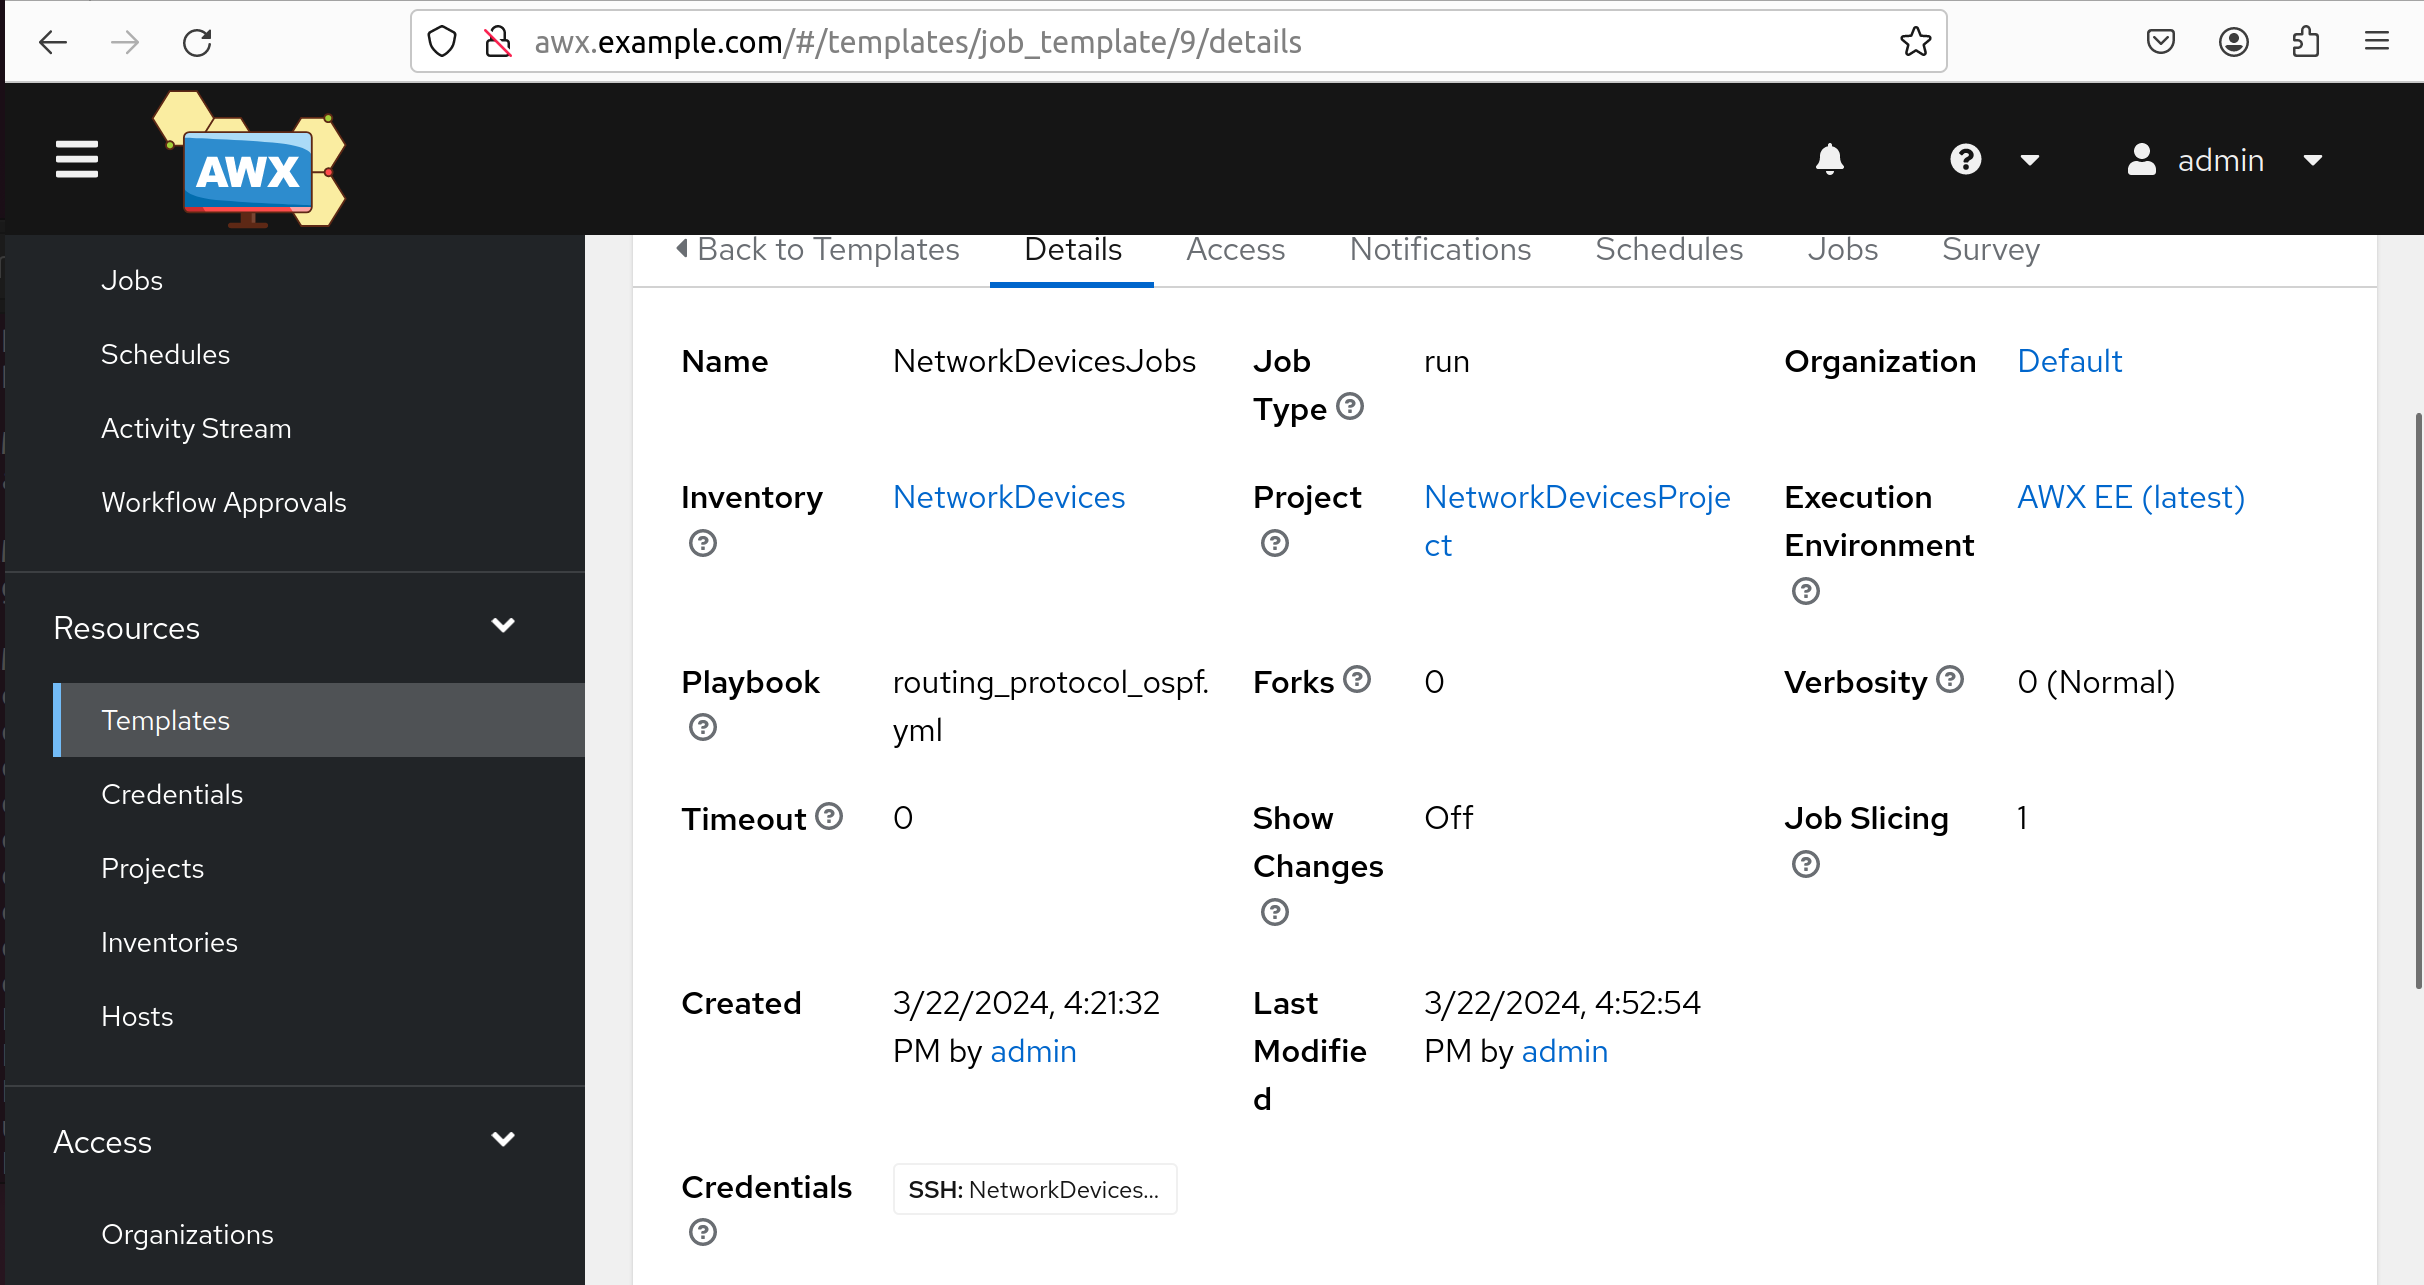 awx.example.com/#/templates/job_template/9/details
AWX
admin
Jobs
Schedules
Activity Stream
Workflow Approvals
Resources
Templates
Credentials
Projects
Inventories
Hosts
Access
Organizations
Back to Templates Details Access Notifications Schedules Jobs Survey
Name NetworkDevicesJobs
Job
Type
run
Organization Default
Inventory NetworkDevices
Project NetworkDevicesProje
ct
Execution
Environment
AWX EE (latest)
Playbook routing_protocol_ospf.
yml
Forks 0
Verbosity 0 (Normal)
Timeout 0
Show
Changes
Off
Job Slicing 1
Created 3/22/2024, 4:21:32
PM by admin
Last
Modifie
d
3/22/2024, 4:52:54
PM by admin
Credentials SSH: NetworkDevices...